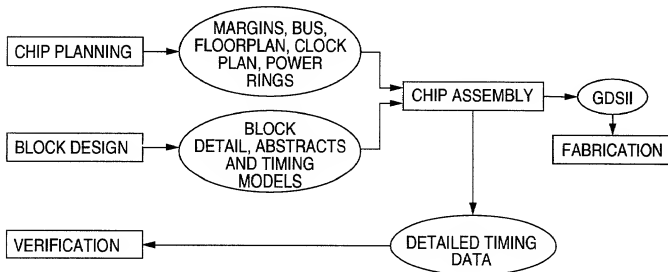 CHIP PLANNING
MARGINS, BUS,
FLOORPLAN, CLOCK
PLAN, POWER
RINGS
CHIP ASSEMBLY
GDSII
FABRICATION
BLOCK DESIGN
BLOCK
DETAIL, ABSTRACTS
AND TIMING
MODELS
DETAILED TIMING
DATA
VERIFICATION